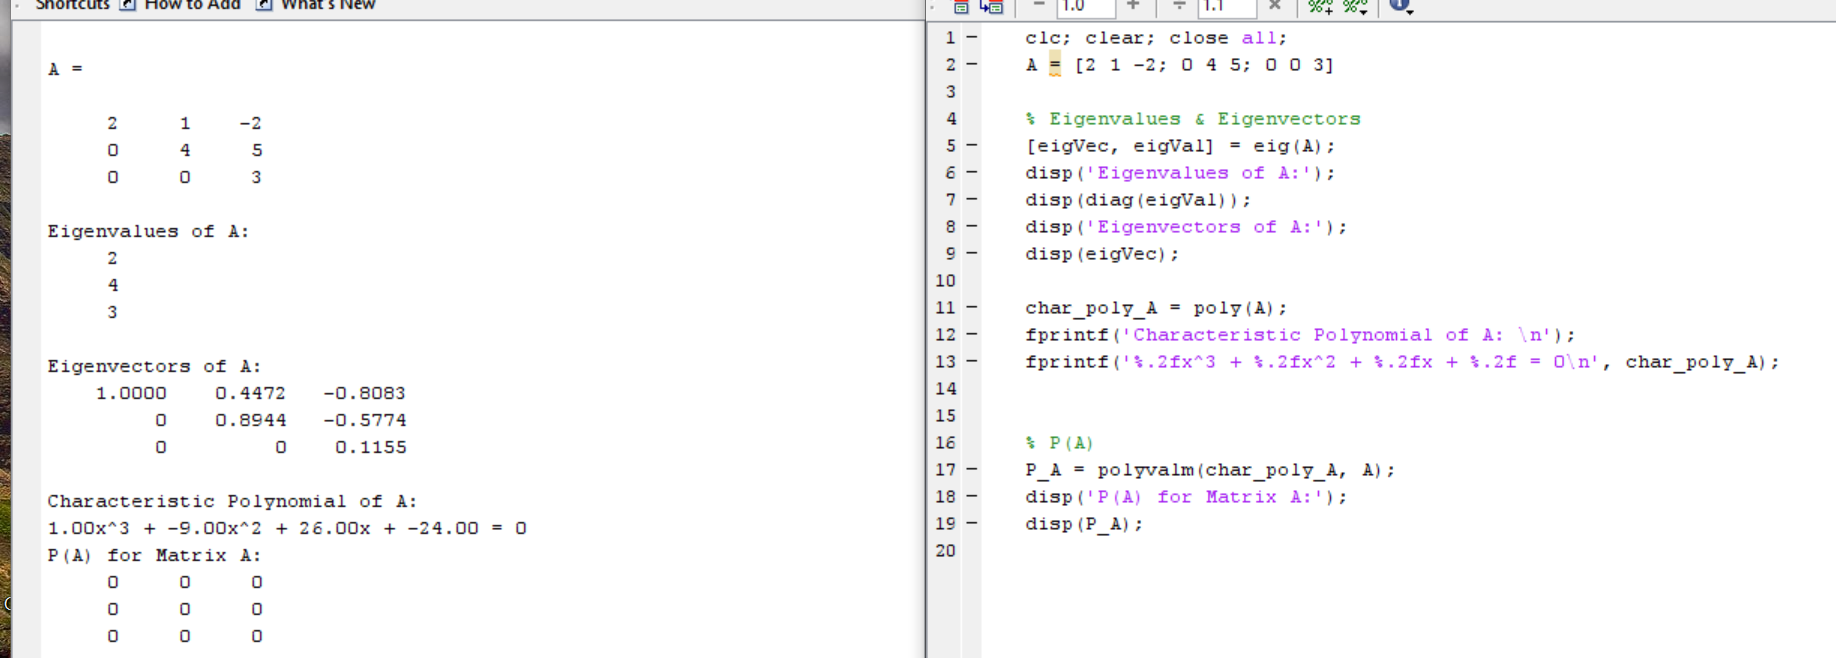 Shortcuts How to Add What's New
A =
2 1 -2
0 4 5
0 0 3
Eigenvalues of A:
2
4
3
Eigenvectors of A:
1.0000 0.4472 -0.8083
0 0.8944 -0.5774
0 0 0.1155
Characteristic Polynomial of A:
1.00x^3 + -9.00x^2 + 26.00x + -24.00 = 0
P(A) for Matrix A:
0 0 0
0 0 0
0 0 0
1.0 1.1
1 clc; clear; close all;
2 A = [2 1 -2; 0 4 5; 0 0 3]
3
4 % Eigenvalues & Eigenvectors
5 [eigVec, eigVal] = eig(A);
6 disp('Eigenvalues of A:');
7 disp(diag(eigVal));
8 disp('Eigenvectors of A:');
9 disp(eigVec);
10
11 char_poly_A = poly(A);
12 fprintf('Characteristic Polynomial of A: \n');
13 fprintf('%.2fx^3 + %.2fx^2 + %.2fx + %.2f = 0\n', char_poly_A);
14
15
16 % P(A)
17 P_A = polyvalm(char_poly_A, A);
18 disp('P(A) for Matrix A:');
19 disp(P_A);
20